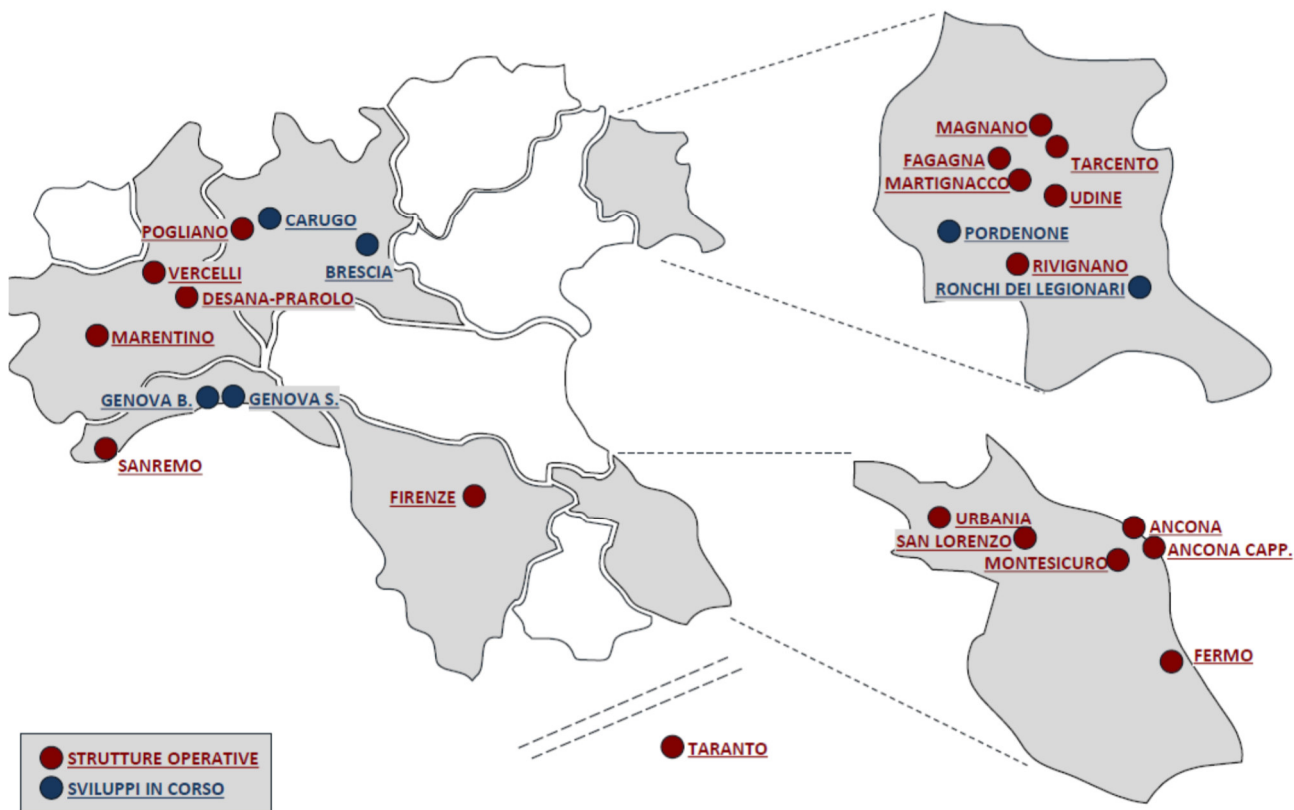 MAGNANO
TARCENTO
FAGAGNA
MARTIGNACCO
UDINE
PORDENONE
RIVIGNANO
RONCHI DEI LEGIONARI
CARUGO
POGLIANO
BRESCIA
VERCELLI
DESANA-PRAROLO
MARENTINO
GENOVA B.
GENOVA S.
SANREMO
FIRENZE
URBANIA
SAN LORENZO
MONTESICURO
ANCONA
ANCONA CAPP.
FERMO
TARANTO
STRUTTURE OPERATIVE
SVILUPPI IN CORSO